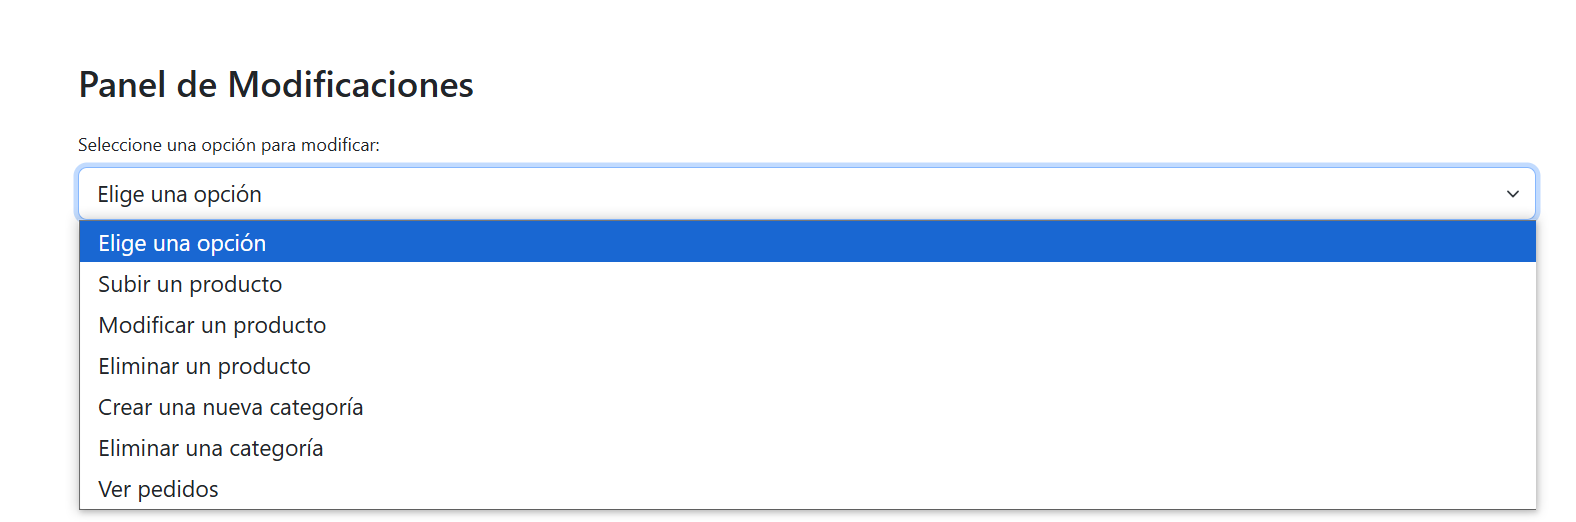 Panel de Modificaciones
Seleccione una opción para modificar:
Elige una opción
Elige una opción
Subir un producto
Modificar un producto
Eliminar un producto
Crear una nueva categoría
Eliminar una categoría
Ver pedidos